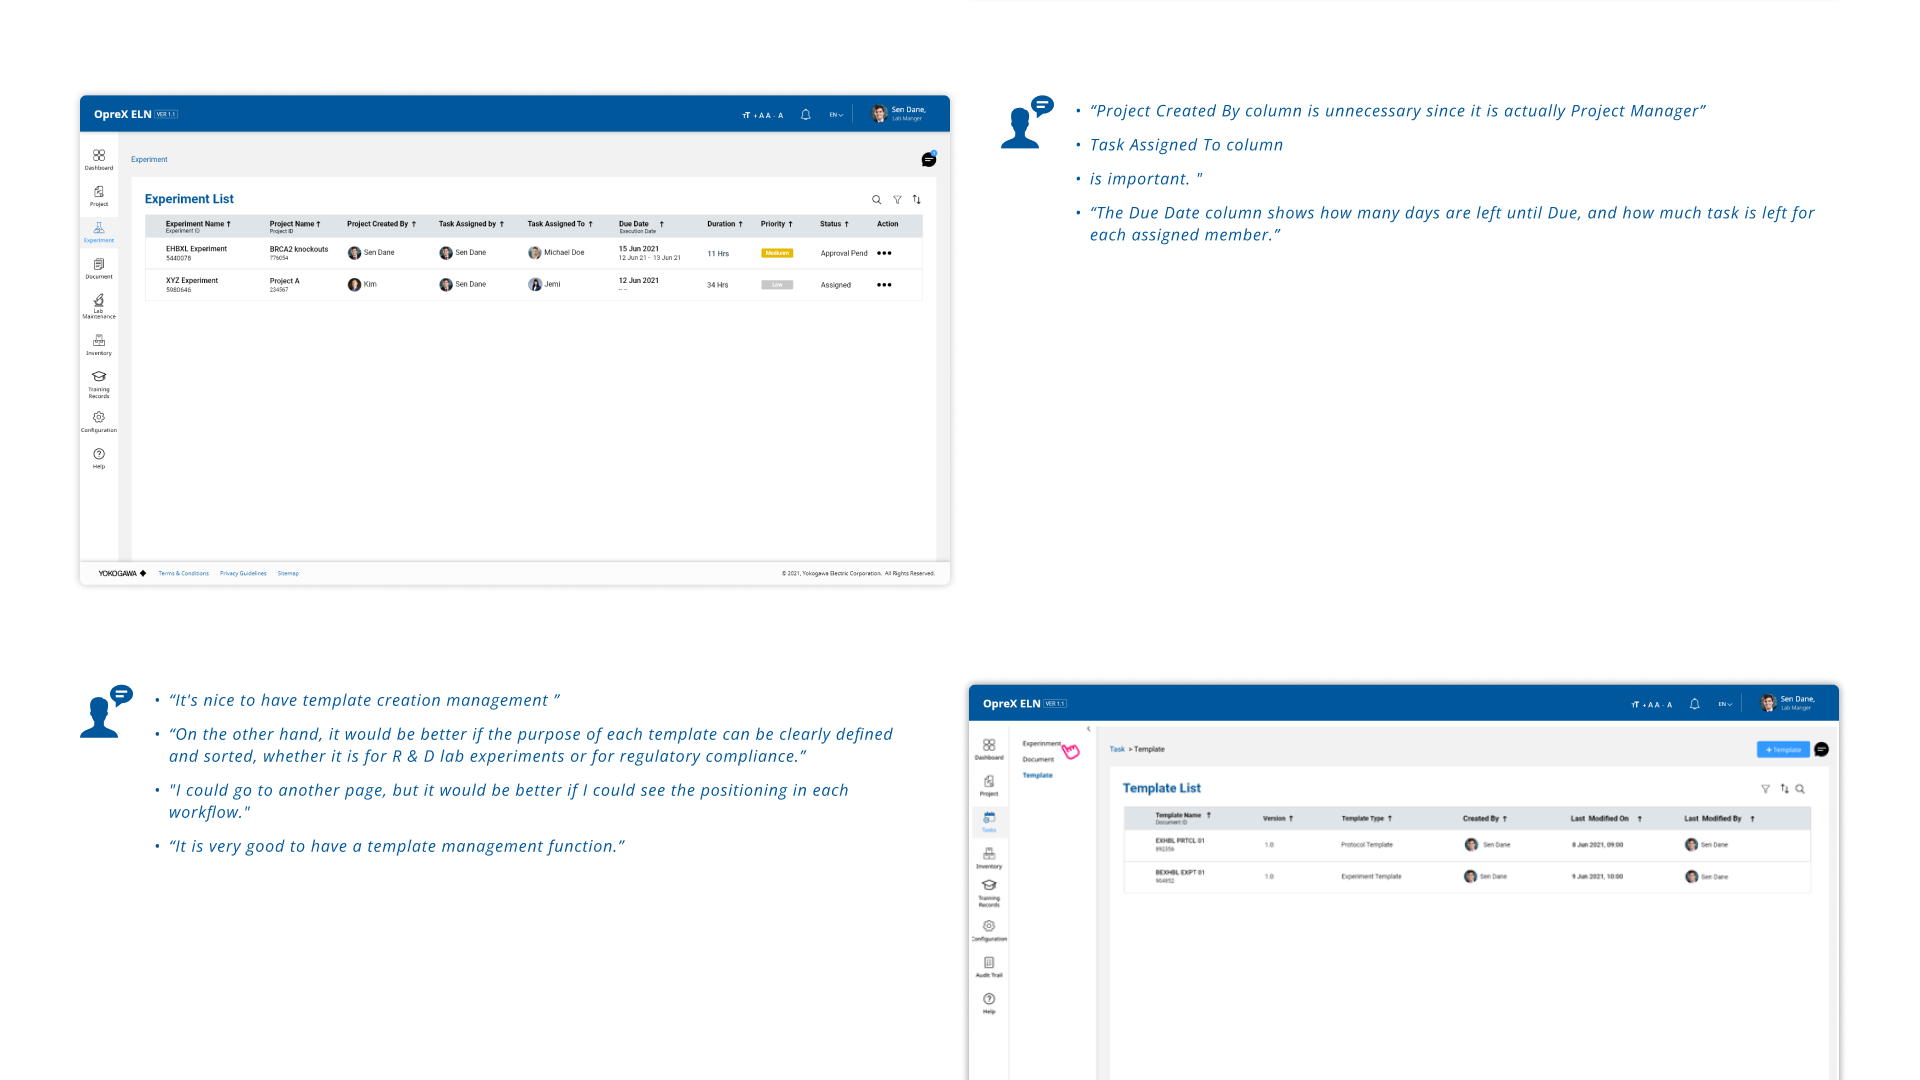 OpreX ELN VER 1.1
тT + A A - A
EN
Sen Dane,
Lab Manger
Dashboard
Project
Experiment
Document
Lab
Maintenance
Inventory
Training
Records
Configuration
Help
Experiment
Experiment List
Experiment Name ↑ Project Name ↑ Project Created By ↑ Task Assigned by ↑ Task Assigned To ↑ Due Date ↑ Duration ↑ Priority ↑ Status ↑ Action
Experiment ID Project ID Execution Date
EHBXL Experiment BRCA2 knockouts Sen Dane Sen Dane Michael Doe 15 Jun 2021 11 Hrs Medium Approval Pend
5440078 776054 12 Jun 21 - 13 Jun 21
XYZ Experiment Project A Kim Sen Dane Jemi 12 Jun 2021 34 Hrs Low Assigned
5980646 234567 -- --
YOKOGAWA Terms & Conditions Privacy Guidelines Sitemap © 2021, Yokogawa Electric Corporation. All Rights Reserved.
• “Project Created By column is unnecessary since it is actually Project Manager”
• Task Assigned To column
• is important. "
• “The Due Date column shows how many days are left until Due, and how much task is left for
each assigned member.”
• “It's nice to have template creation management ”
• “On the other hand, it would be better if the purpose of each template can be clearly defined
and sorted, whether it is for R & D lab experiments or for regulatory compliance.”
• "I could go to another page, but it would be better if I could see the positioning in each
workflow."
• “It is very good to have a template management function.”
OpreX ELN VER 1.1
тT + A A - A
EN
Sen Dane,
Lab Manger
Dashboard
Project
Tasks
Inventory
Training
Records
Configuration
Audit Trail
Help
Experinment
Document
Template
Task > Template
+ Template
Template List
Template Name ↑ Version ↑ Template Type ↑ Created By ↑ Last Modified On ↑ Last Modified By ↑
Document ID
EXHBL PRTCL 01 1.0 Protocol Template Sen Dane 8 Jun 2021, 09:00 Sen Dane
892356
BEXHBL EXPT 01 1.0 Experiment Template Sen Dane 9 Jun 2021, 10:00 Sen Dane
904852